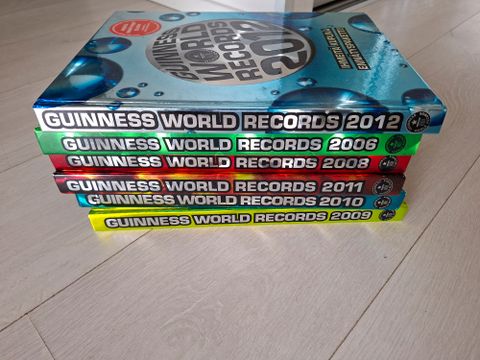 GUINNESS
WORLD
RECORDS
2012
GUINNESS WORLD RECORDS 2012
GUINNESS WORLD RECORDS 2006
GUINNESS WORLD RECORDS 2008
GUINNESS WORLD RECORDS 2011
GUINNESS WORLD RECORDS 2010
GUINNESS WORLD RECORDS 2009